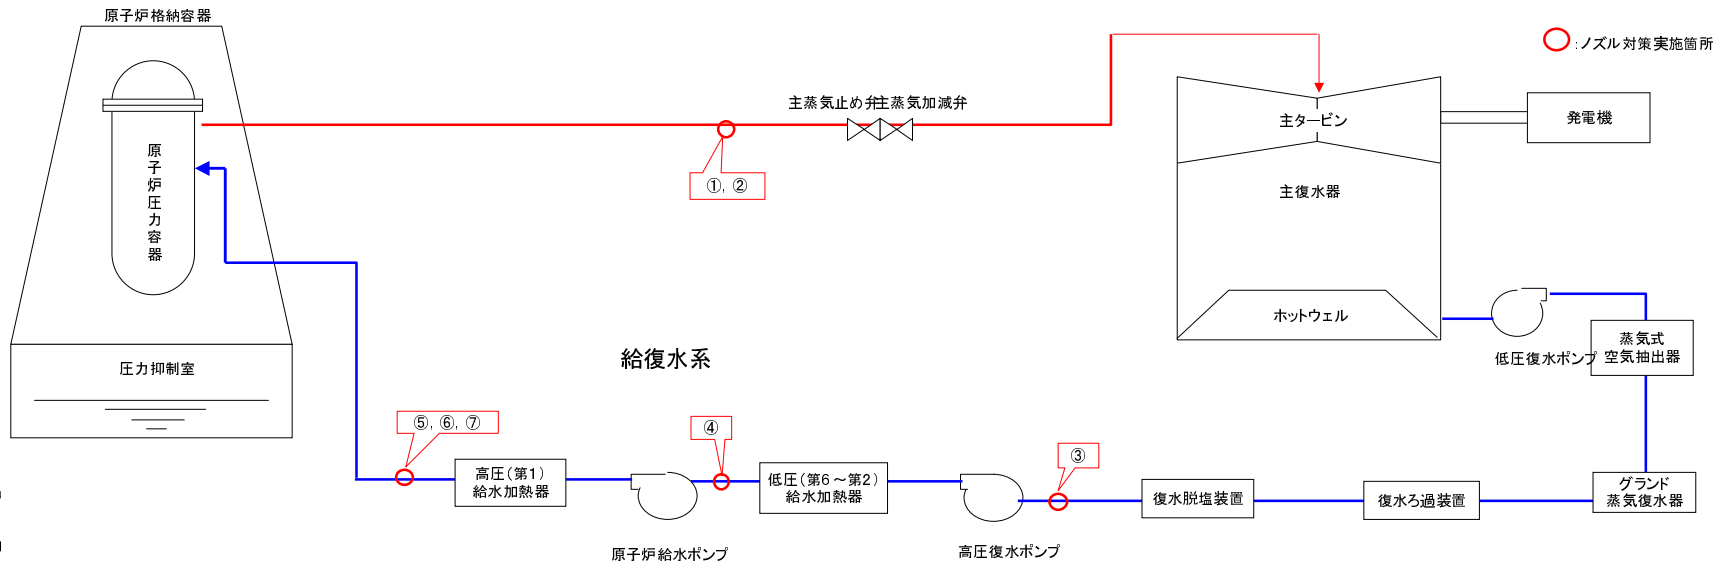 原子炉格納容器
:ノズル対策実施箇所
主蒸気止め弁
主蒸気加減弁
主タービン
発電機
原子炉圧力容器
①, ②
主復水器
ホットウェル
低圧復水ポンプ
蒸気式
空気抽出器
給復水系
圧力抑制室
⑤, ⑥, ⑦
④
③
高圧(第1)
給水加熱器
低圧(第6~第2)
給水加熱器
復水脱塩装置
復水ろ過装置
グランド
蒸気復水器
原子炉給水ポンプ
高圧復水ポンプ